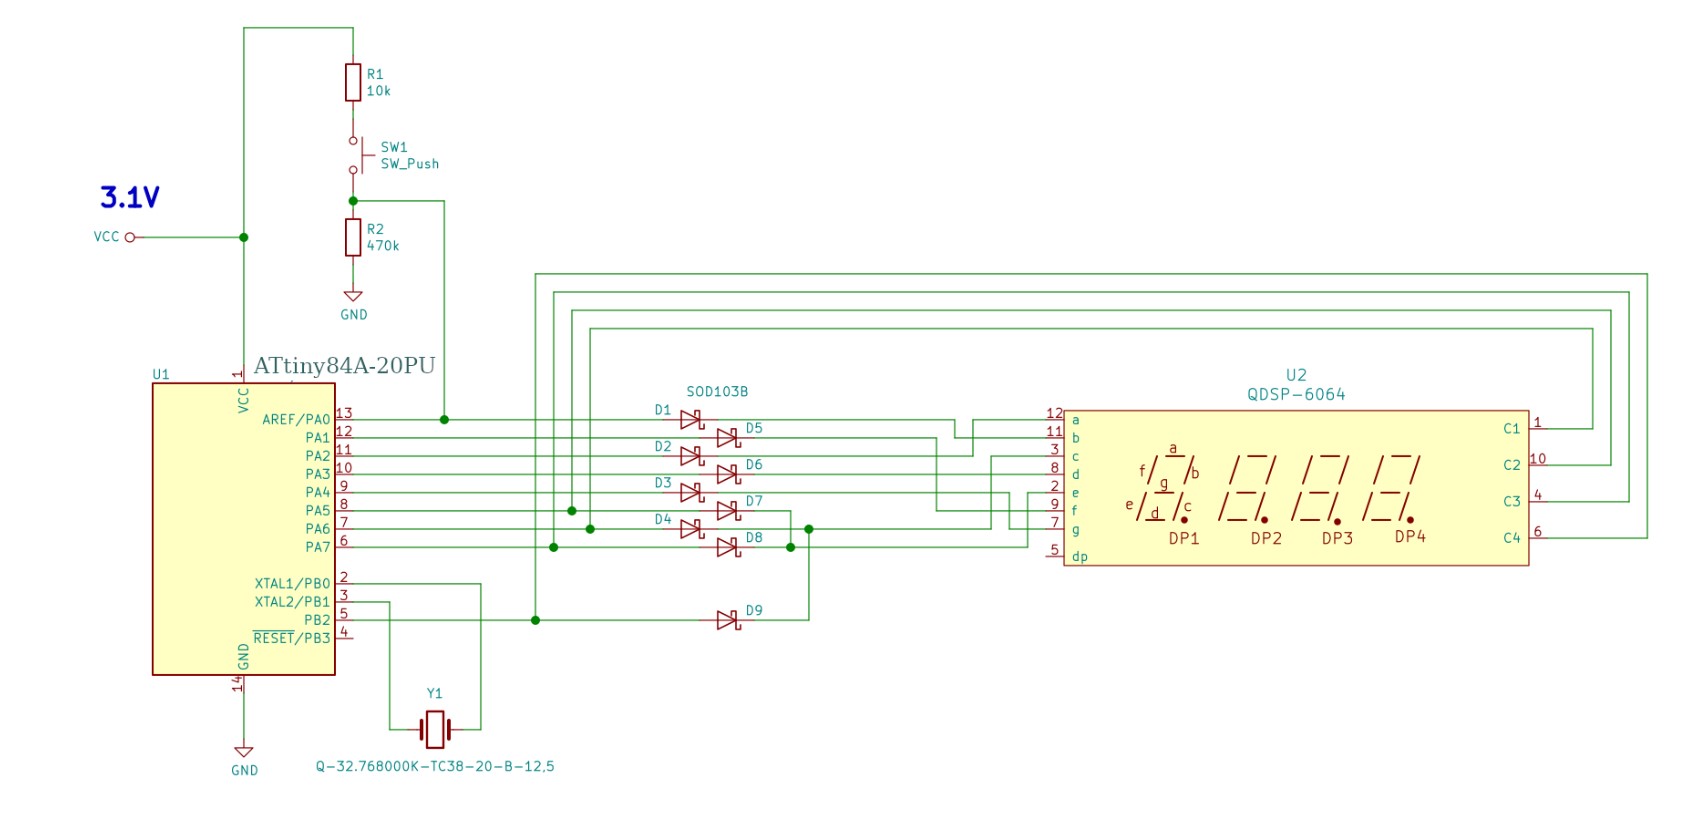 R1
10k
SW1
SW_Push
3.1V
VCC
R2
470k
GND
ATtiny84A-20PU
U1
1
VCC
AREF/PA0 13
PA1 12
PA2 11
PA3 10
PA4 9
PA5 8
PA6 7
PA7 6
XTAL1/PB0 2
XTAL2/PB1 3
PB2 5
RESET/PB3 4
GND
14
GND
SOD103B
D1
D5
D2
D6
D3
D7
D4
D8
D9
U2
QDSP-6064
12 a
11 b
3 c
8 d
2 e
9 f
7 g
5 dp
a
f b
g
e d c
DP1 DP2 DP3 DP4
C1 1
C2 10
C3 4
C4 6
Y1
Q-32.768000K-TC38-20-B-12,5